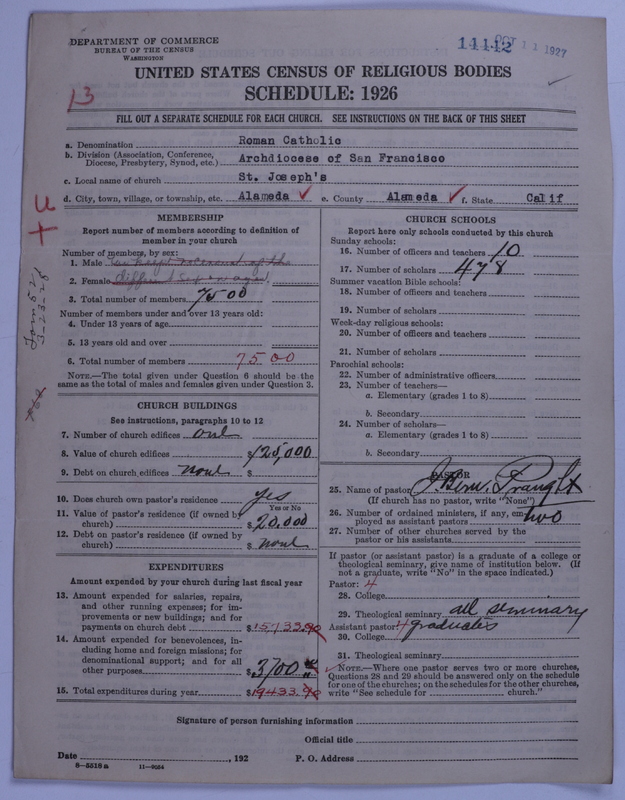 DEPARTMENT OF COMMERCE
BUREAU OF THE CENSUS
WASHINGTON
14142 OCT 11 1927
UNITED STATES CENSUS OF RELIGIOUS BODIES
13
SCHEDULE: 1926
FILL OUT A SEPARATE SCHEDULE FOR EACH CHURCH. SEE INSTRUCTIONS ON THE BACK OF THIS SHEET
a. Denomination Roman Catholic
b. Division (Association, Conference, Diocese, Presbytery, Synod, etc.) Archdiocese of San Francisco
c. Local name of church St. Joseph's
d. City, town, village, or township, etc. Alameda ✓ e. County Alameda ✓ f. State Calif
MEMBERSHIP
Report number of members according to definition of
member in your church
Number of members, by sex:
1. Male
2. Female
3. Total number of members 7500
Number of members under and over 13 years old:
4. Under 13 years of age
5. 13 years old and over
6. Total number of members 7500
NOTE.—The total given under Question 6 should be the
same as the total of males and females given under Question 3.
CHURCH BUILDINGS
See instructions, paragraphs 10 to 12
7. Number of church edifices one
8. Value of church edifices $125,000
9. Debt on church edifices none $
10. Does church own pastor's residence yes
Yes or No
11. Value of pastor's residence (if owned by
church) $20,000
12. Debt on pastor's residence (if owned by
church) $ none
EXPENDITURES
Amount expended by your church during last fiscal year
13. Amount expended for salaries, repairs,
and other running expenses; for im-
provements or new buildings; and for
payments on church debt $15733.90
14. Amount expended for benevolences, in-
cluding home and foreign missions; for
denominational support; and for all
other purposes $3700
15. Total expenditures during year $19433.90
CHURCH SCHOOLS
Report here only schools conducted by this church
Sunday schools:
16. Number of officers and teachers 10
17. Number of scholars 478
Summer vacation Bible schools:
18. Number of officers and teachers
19. Number of scholars
Week-day religious schools:
20. Number of officers and teachers
21. Number of scholars
Parochial schools:
22. Number of administrative officers
23. Number of teachers—
a. Elementary (grades 1 to 8)
b. Secondary
24. Number of scholars—
a. Elementary (grades 1 to 8)
b. Secondary
PASTOR
25. Name of pastor
(If church has no pastor, write "None")
26. Number of ordained ministers, if any, em-
ployed as assistant pastors two
27. Number of other churches served by the
pastor or his assistants
If pastor (or assistant pastor) is a graduate of a college or
theological seminary, give name of institution below. (If
not a graduate, write "No" in the space indicated.)
Pastor: 4
28. College
29. Theological seminary all seminary
Assistant pastor: 4 graduates
30. College
31. Theological seminary
✓ NOTE.—Where one pastor serves two or more churches,
Questions 28 and 29 should be answered only on the schedule
for one of the churches; on the schedules for the other churches,
write "See schedule for church."
Signature of person furnishing information
Official title
Date , 192 P. O. Address
8—5518 a 11—9054